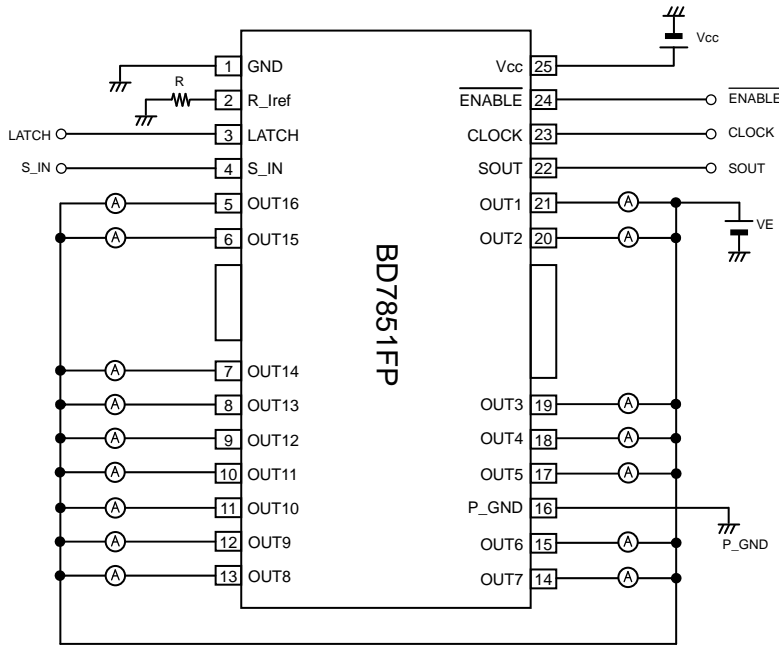 Vcc
1 GND Vcc 25
R
2 R_Iref ENABLE 24 ENABLE
LATCH 3 LATCH CLOCK 23 CLOCK
S_IN 4 S_IN SOUT 22 SOUT
A 5 OUT16 OUT1 21 A
VE
A 6 OUT15 OUT2 20 A
BD7851FP
A 7 OUT14
A 8 OUT13 OUT3 19 A
A 9 OUT12 OUT4 18 A
A 10 OUT11 OUT5 17 A
A 11 OUT10 P_GND 16
P_GND
A 12 OUT9 OUT6 15 A
A 13 OUT8 OUT7 14 A